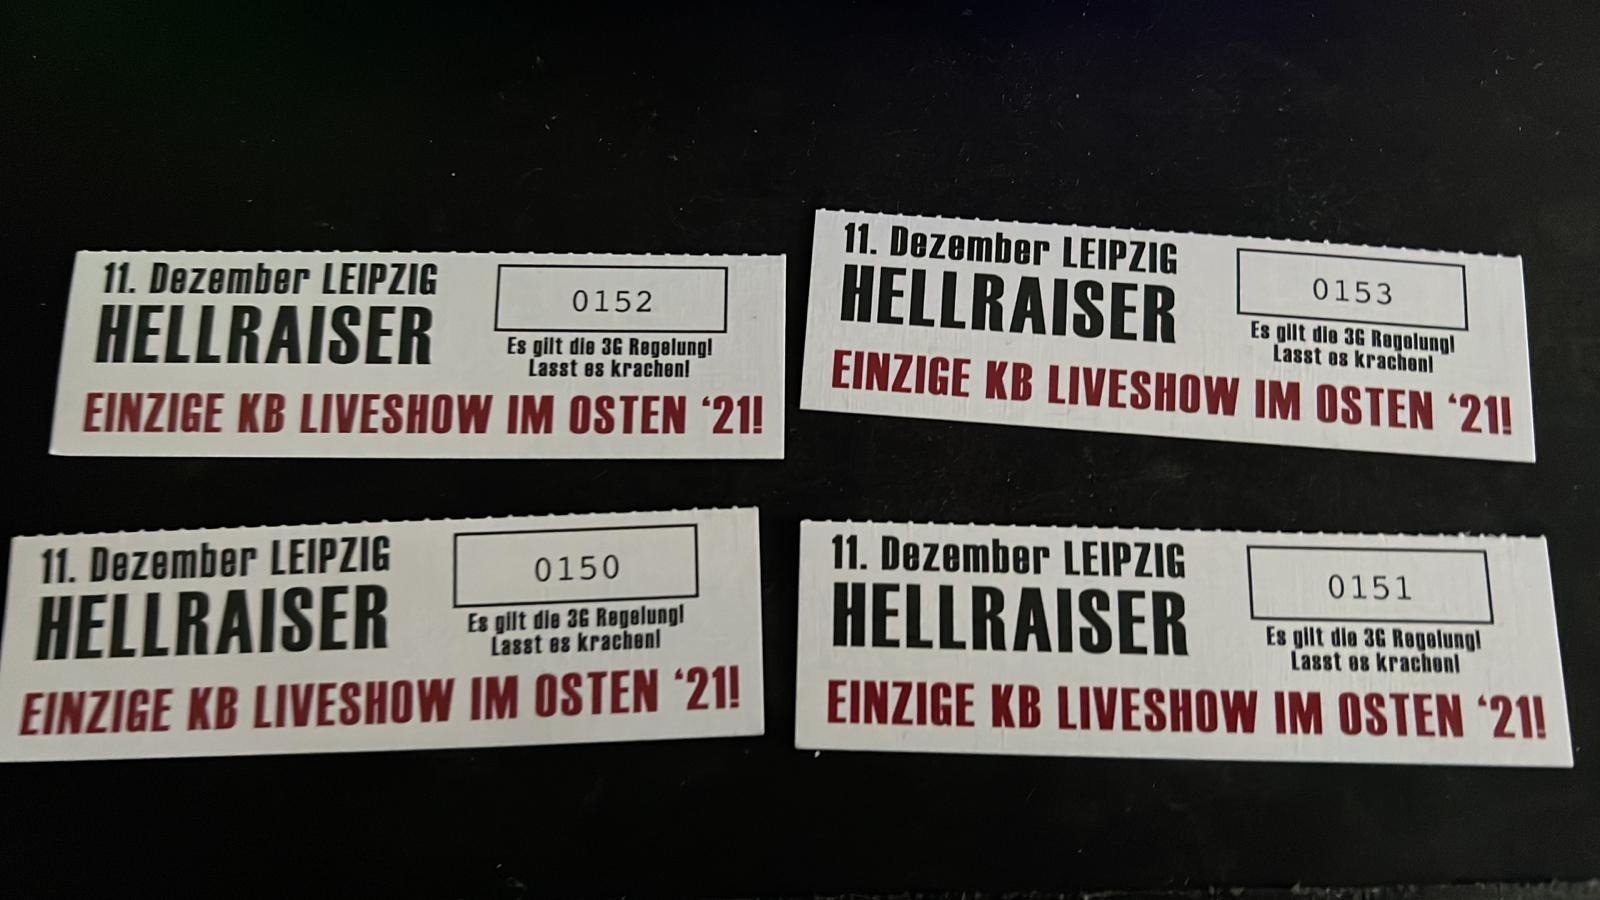 11. Dezember LEIPZIG
HELLRAISER
0152
Es gilt die 3G Regelung!
Lasst es krachen!
EINZIGE KB LIVESHOW IM OSTEN ‘21!
11. Dezember LEIPZIG
HELLRAISER
0153
Es gilt die 3G Regelung!
Lasst es krachen!
EINZIGE KB LIVESHOW IM OSTEN ‘21!
11. Dezember LEIPZIG
HELLRAISER
0150
Es gilt die 3G Regelung!
Lasst es krachen!
EINZIGE KB LIVESHOW IM OSTEN ‘21!
11. Dezember LEIPZIG
HELLRAISER
0151
Es gilt die 3G Regelung!
Lasst es krachen!
EINZIGE KB LIVESHOW IM OSTEN ‘21!